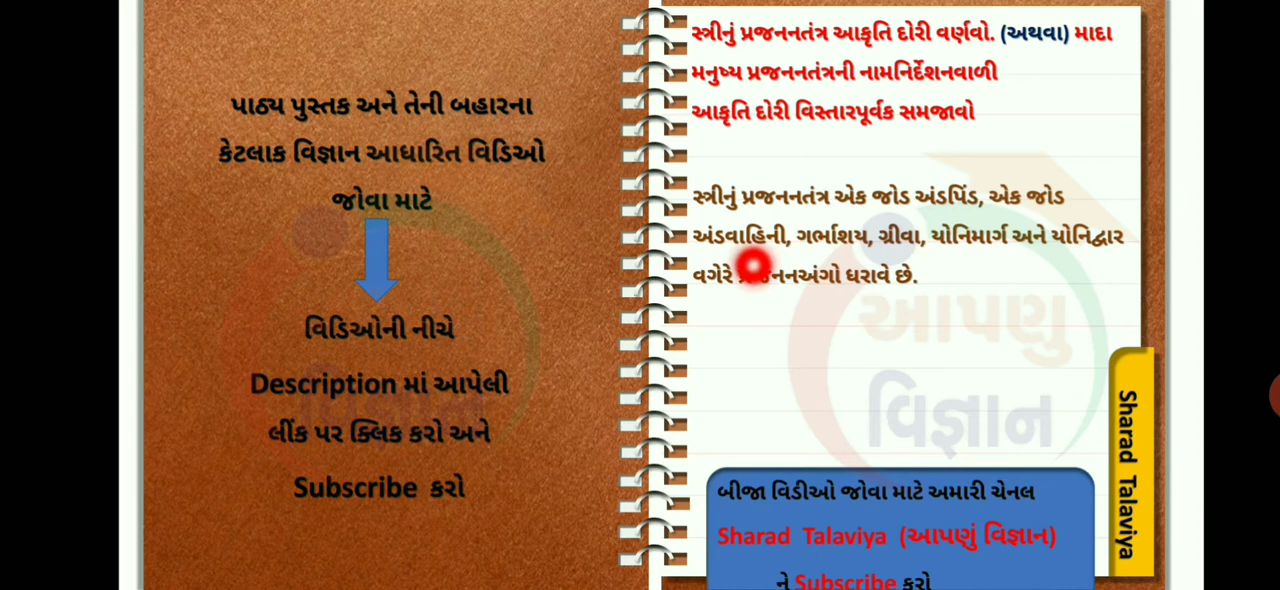 પાઠ્ય પુસ્તક અને તેની બહારના
કેટલાક વિજ્ઞાન આધારિત વિડિઓ
જોવા માટે
વિડિઓની નીચે
Description માં આપેલી
લીંક પર ક્લિક કરો અને
Subscribe કરો
સ્ત્રીનું પ્રજનનતંત્ર આકૃતિ દોરી વર્ણવો. (અથવા) માદા
મનુષ્ય પ્રજનનતંત્રની નામનિર્દેશનવાળી
આકૃતિ દોરી વિસ્તારપૂર્વક સમજાવો
સ્ત્રીનું પ્રજનનતંત્ર એક જોડ અંડપિંડ, એક જોડ
અંડવાહિની, ગર્ભાશય, ગ્રીવા, યોનિમાર્ગ અને યોનિદ્વાર
વગેરે પ્રજનનઅંગો ધરાવે છે.
આપણુ
વિજ્ઞાન
Sharad Talaviya
બીજા વિડીઓ જોવા માટે અમારી ચેનલ
Sharad Talaviya (આપણું વિજ્ઞાન)
ને Subscribe કરો